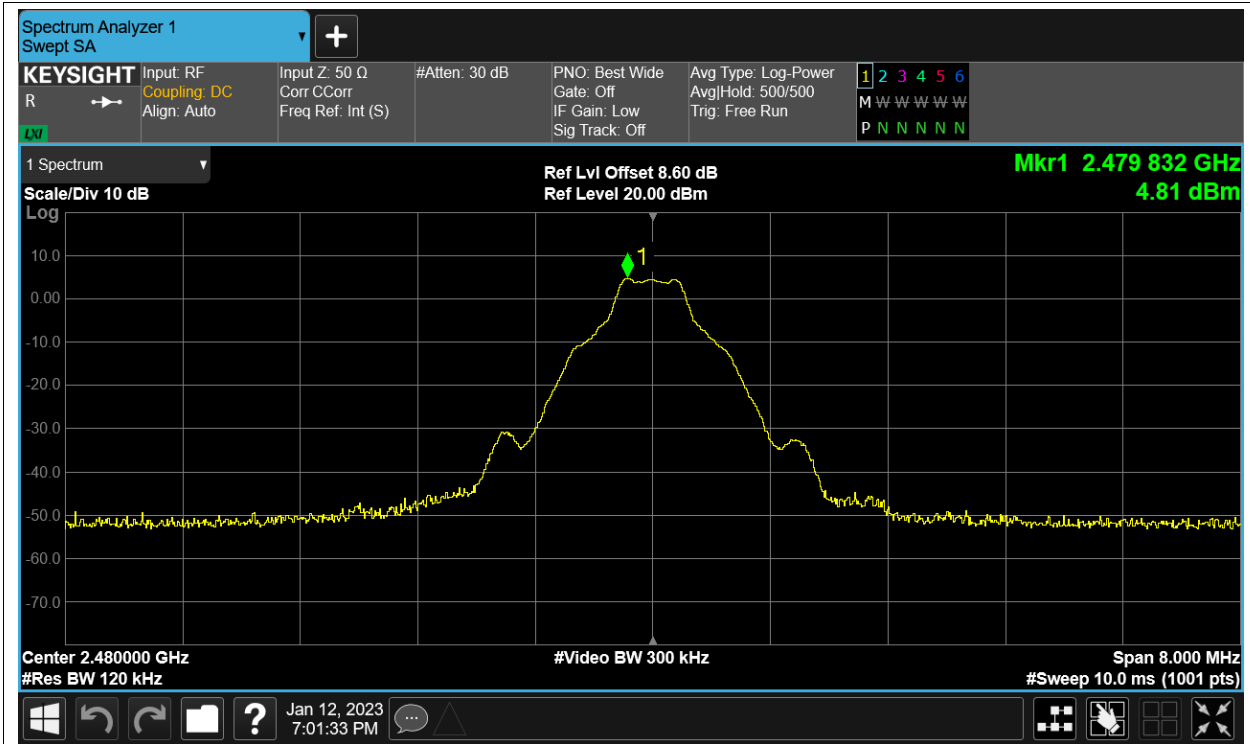 Spectrum Analyzer 1
Swept SA
KEYSIGHT
R
LXI
Input: RF
Coupling: DC
Align: Auto
Input Z: 50 Ω
Corr CCorr
Freq Ref: Int (S)
#Atten: 30 dB
PNO: Best Wide
Gate: Off
IF Gain: Low
Sig Track: Off
Avg Type: Log-Power
Avg|Hold: 500/500
Trig: Free Run
1 2 3 4 5 6
M W W W W W
P N N N N N
1 Spectrum
Scale/Div 10 dB
Log
Ref Lvl Offset 8.60 dB
Ref Level 20.00 dBm
Mkr1 2.479 832 GHz
4.81 dBm
1
10.0
0.00
-10.0
-20.0
-30.0
-40.0
-50.0
-60.0
-70.0
Center 2.480000 GHz
#Res BW 120 kHz
#Video BW 300 kHz
Span 8.000 MHz
#Sweep 10.0 ms (1001 pts)
?
Jan 12, 2023
7:01:33 PM